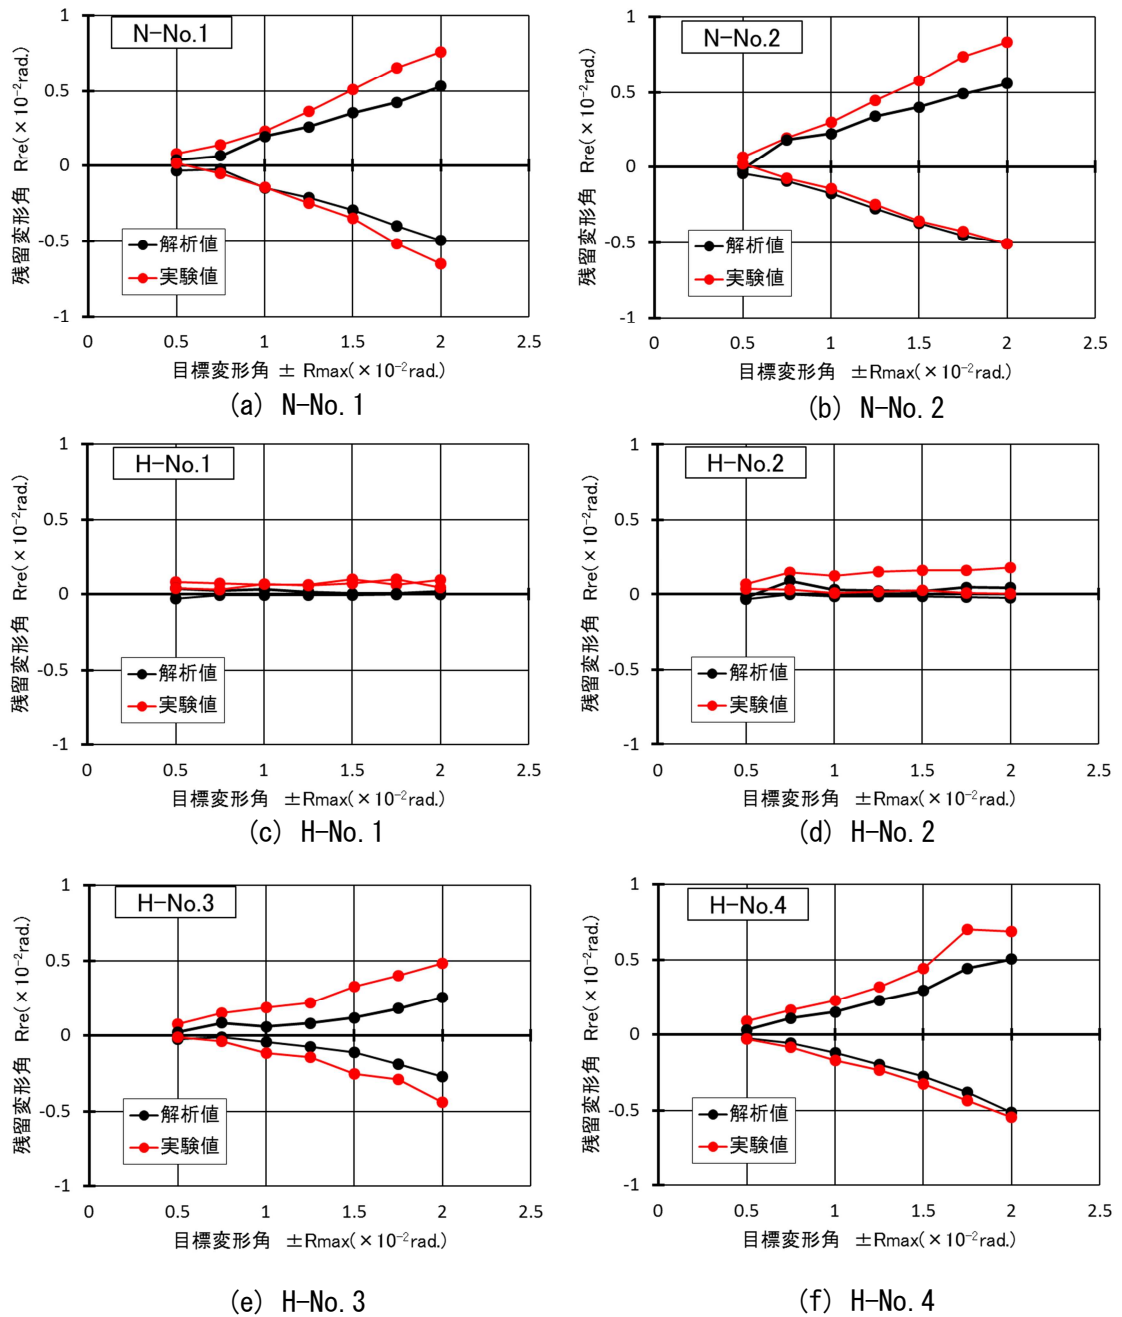 N-No.1
残留変形角 Rre(×10⁻²rad.)
1
0.5
0
-0.5
-1
解析値
実験値
0 0.5 1 1.5 2 2.5
目標変形角 ± Rmax(×10⁻²rad.)
(a) N-No.1
N-No.2
残留変形角 Rre(×10⁻²rad.)
1
0.5
0
-0.5
-1
解析値
実験値
0 0.5 1 1.5 2 2.5
目標変形角 ±Rmax(×10⁻²rad.)
(b) N-No.2
H-No.1
残留変形角 Rre(×10⁻²rad.)
1
0.5
0
-0.5
-1
解析値
実験値
0 0.5 1 1.5 2 2.5
目標変形角 ±Rmax(×10⁻²rad.)
(c) H-No.1
H-No.2
残留変形角 Rre(×10⁻²rad.)
1
0.5
0
-0.5
-1
解析値
実験値
0 0.5 1 1.5 2 2.5
目標変形角 ±Rmax(×10⁻²rad.)
(d) H-No.2
H-No.3
残留変形角 Rre(×10⁻²rad.)
1
0.5
0
-0.5
-1
解析値
実験値
0 0.5 1 1.5 2 2.5
目標変形角 ±Rmax(×10⁻²rad.)
(e) H-No.3
H-No.4
残留変形角 Rre(×10⁻²rad.)
1
0.5
0
-0.5
-1
解析値
実験値
0 0.5 1 1.5 2 2.5
目標変形角 ±Rmax(×10⁻²rad.)
(f) H-No.4